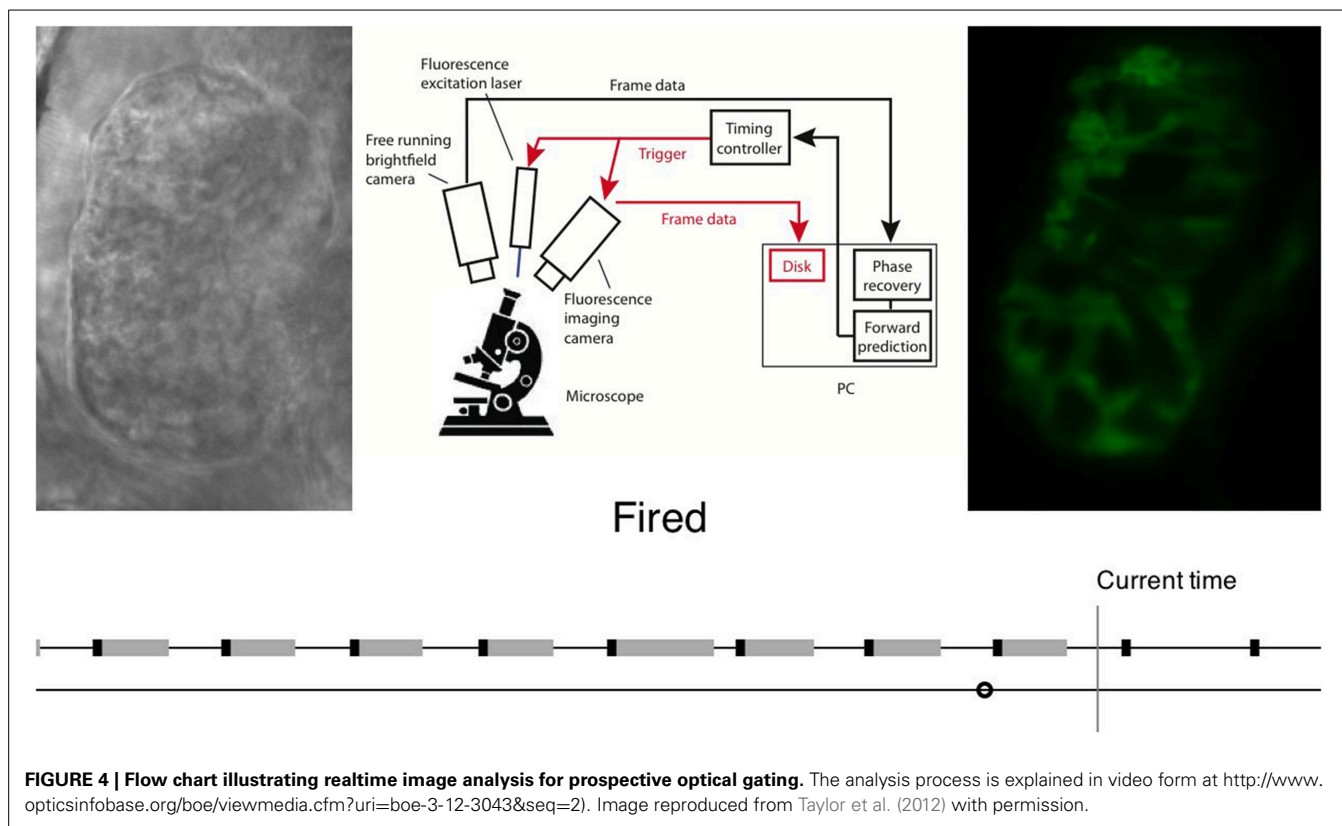 Fluorescence
excitation laser
Frame data
Free running
brightfield
camera
Trigger
Timing
controller
Frame data
Disk
Phase
recovery
Fluorescence
imaging
camera
Forward
prediction
Microscope
PC
Fired
Current time
FIGURE 4 | Flow chart illustrating realtime image analysis for prospective optical gating. The analysis process is explained in video form at http://www.
opticsinfobase.org/boe/viewmedia.cfm?uri=boe-3-12-3043&seq=2). Image reproduced from Taylor et al. (2012) with permission.